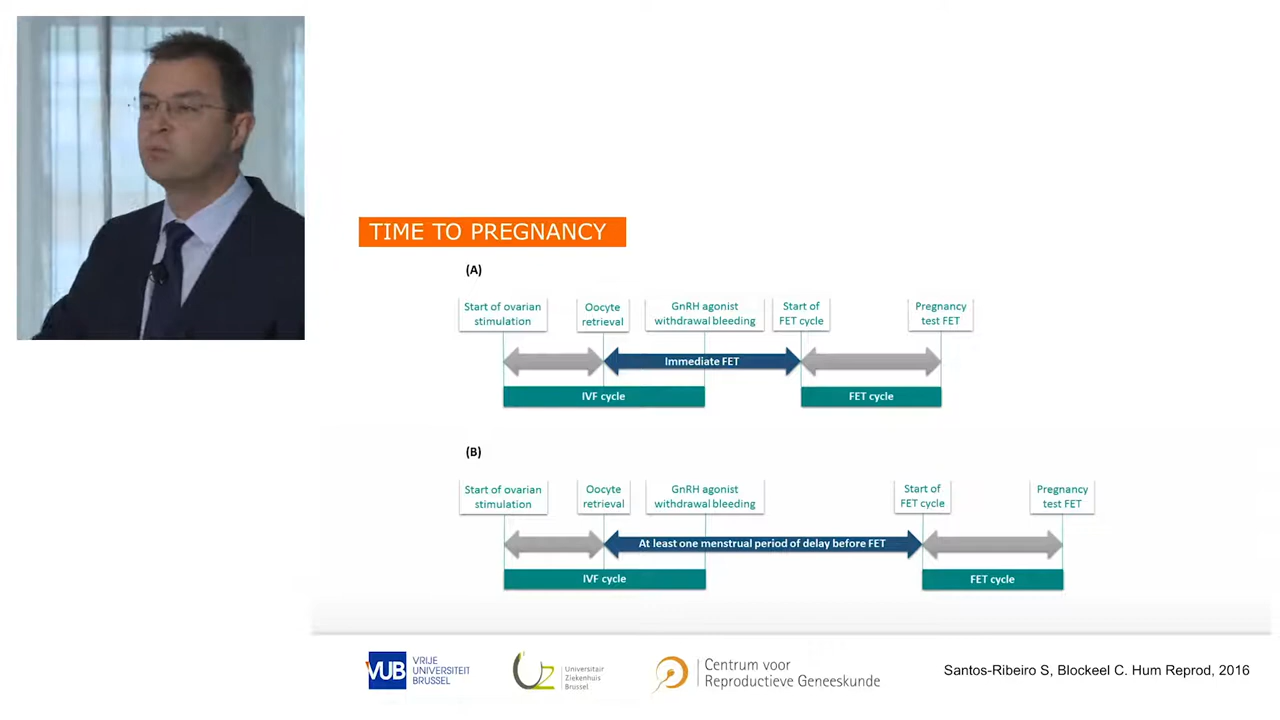 TIME TO PREGNANCY
(A)
Start of ovarian
stimulation
Oocyte
retrieval
GnRH agonist
withdrawal bleeding
Start of
FET cycle
Pregnancy
test FET
Immediate FET
IVF cycle
FET cycle
(B)
Start of ovarian
stimulation
Oocyte
retrieval
GnRH agonist
withdrawal bleeding
Start of
FET cycle
Pregnancy
test FET
At least one menstrual period of delay before FET
IVF cycle
FET cycle
VUB
VRIJE
UNIVERSITEIT
BRUSSEL
UZ
Universitair
Ziekenhuis
Brussel
Centrum voor
Reproductieve Geneeskunde
Santos-Ribeiro S, Blockeel C. Hum Reprod, 2016